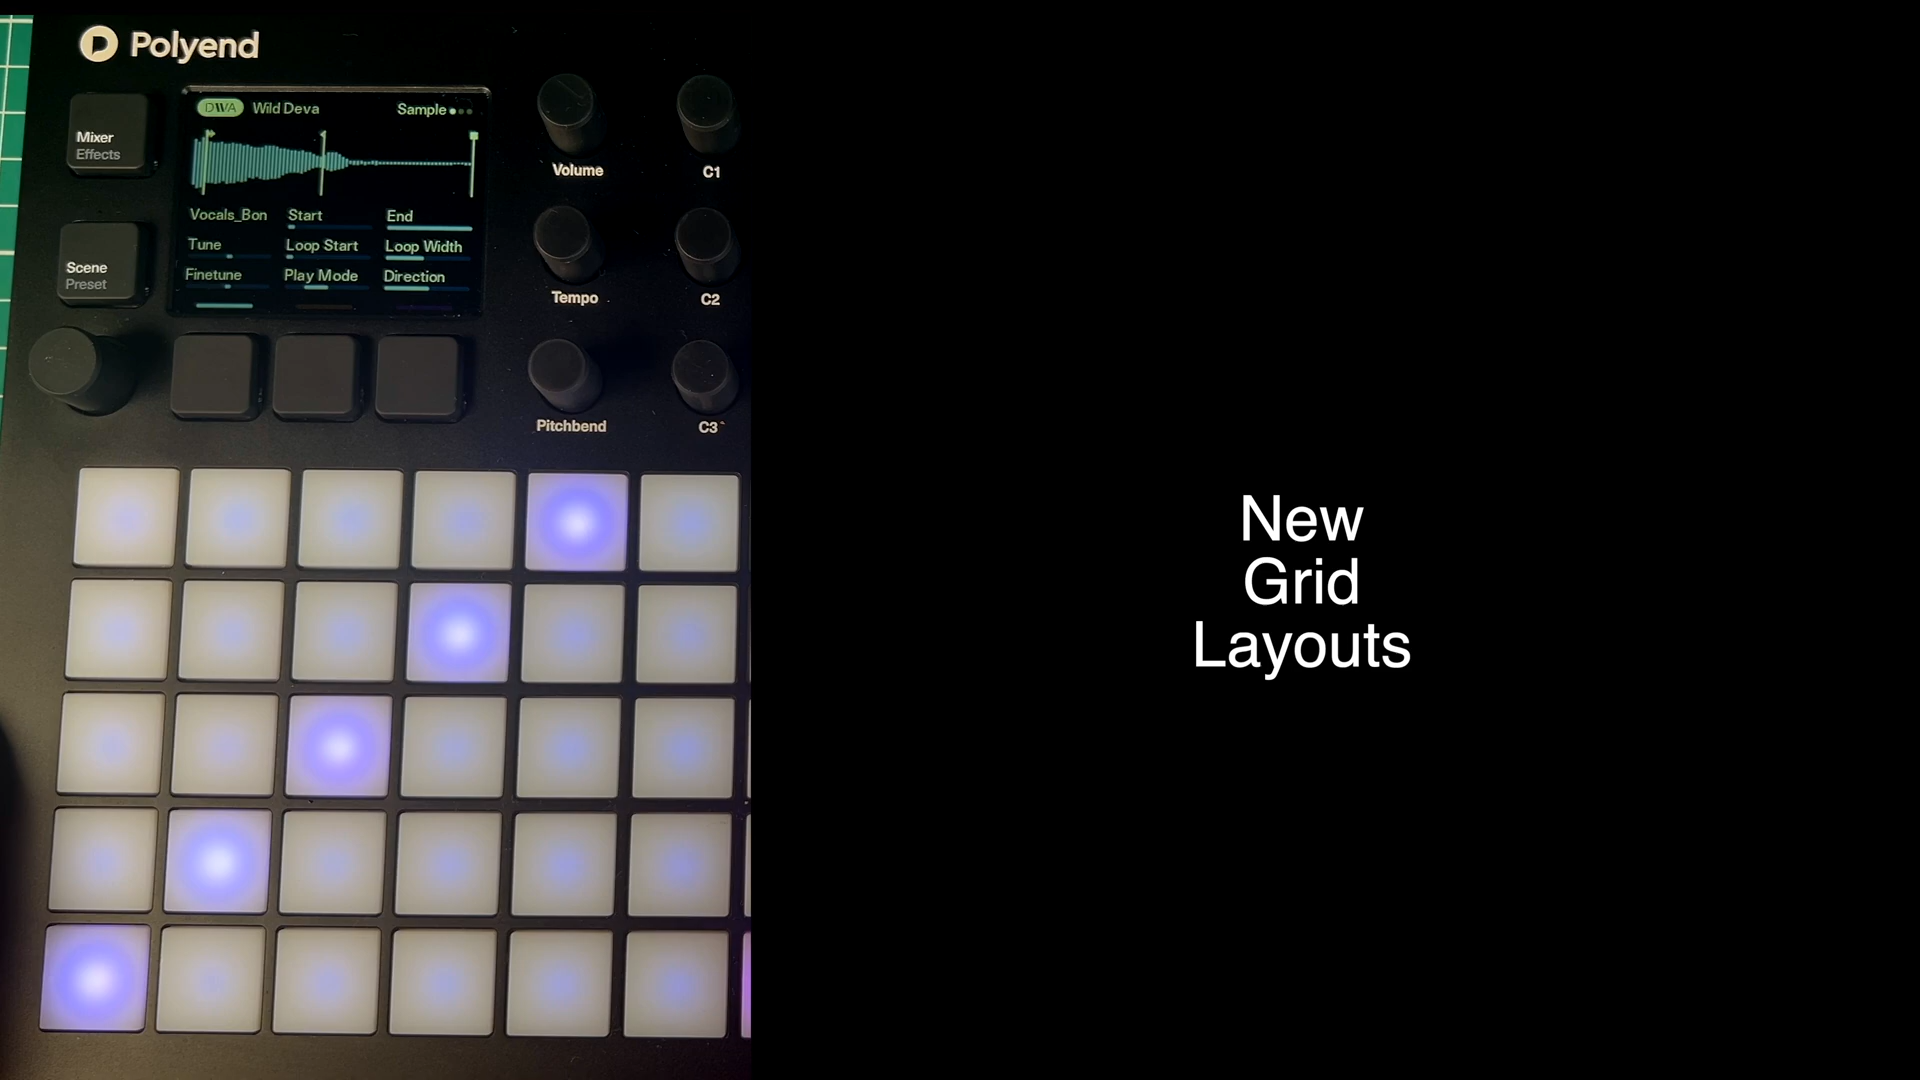 Polyend
Mixer
Effects
DWA Wild Deva Sample
Vocals_Bon Start End
Tune Loop Start Loop Width
Finetune Play Mode Direction
Scene
Preset
Volume C1
Tempo C2
Pitchbend C3
New
Grid
Layouts